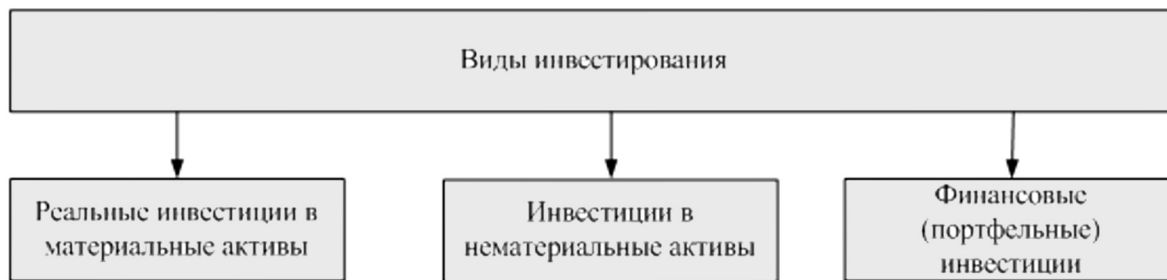 Виды инвестирования
Реальные инвестиции в
материальные активы
Инвестиции в
нематериальные активы
Финансовые
(портфельные)
инвестиции